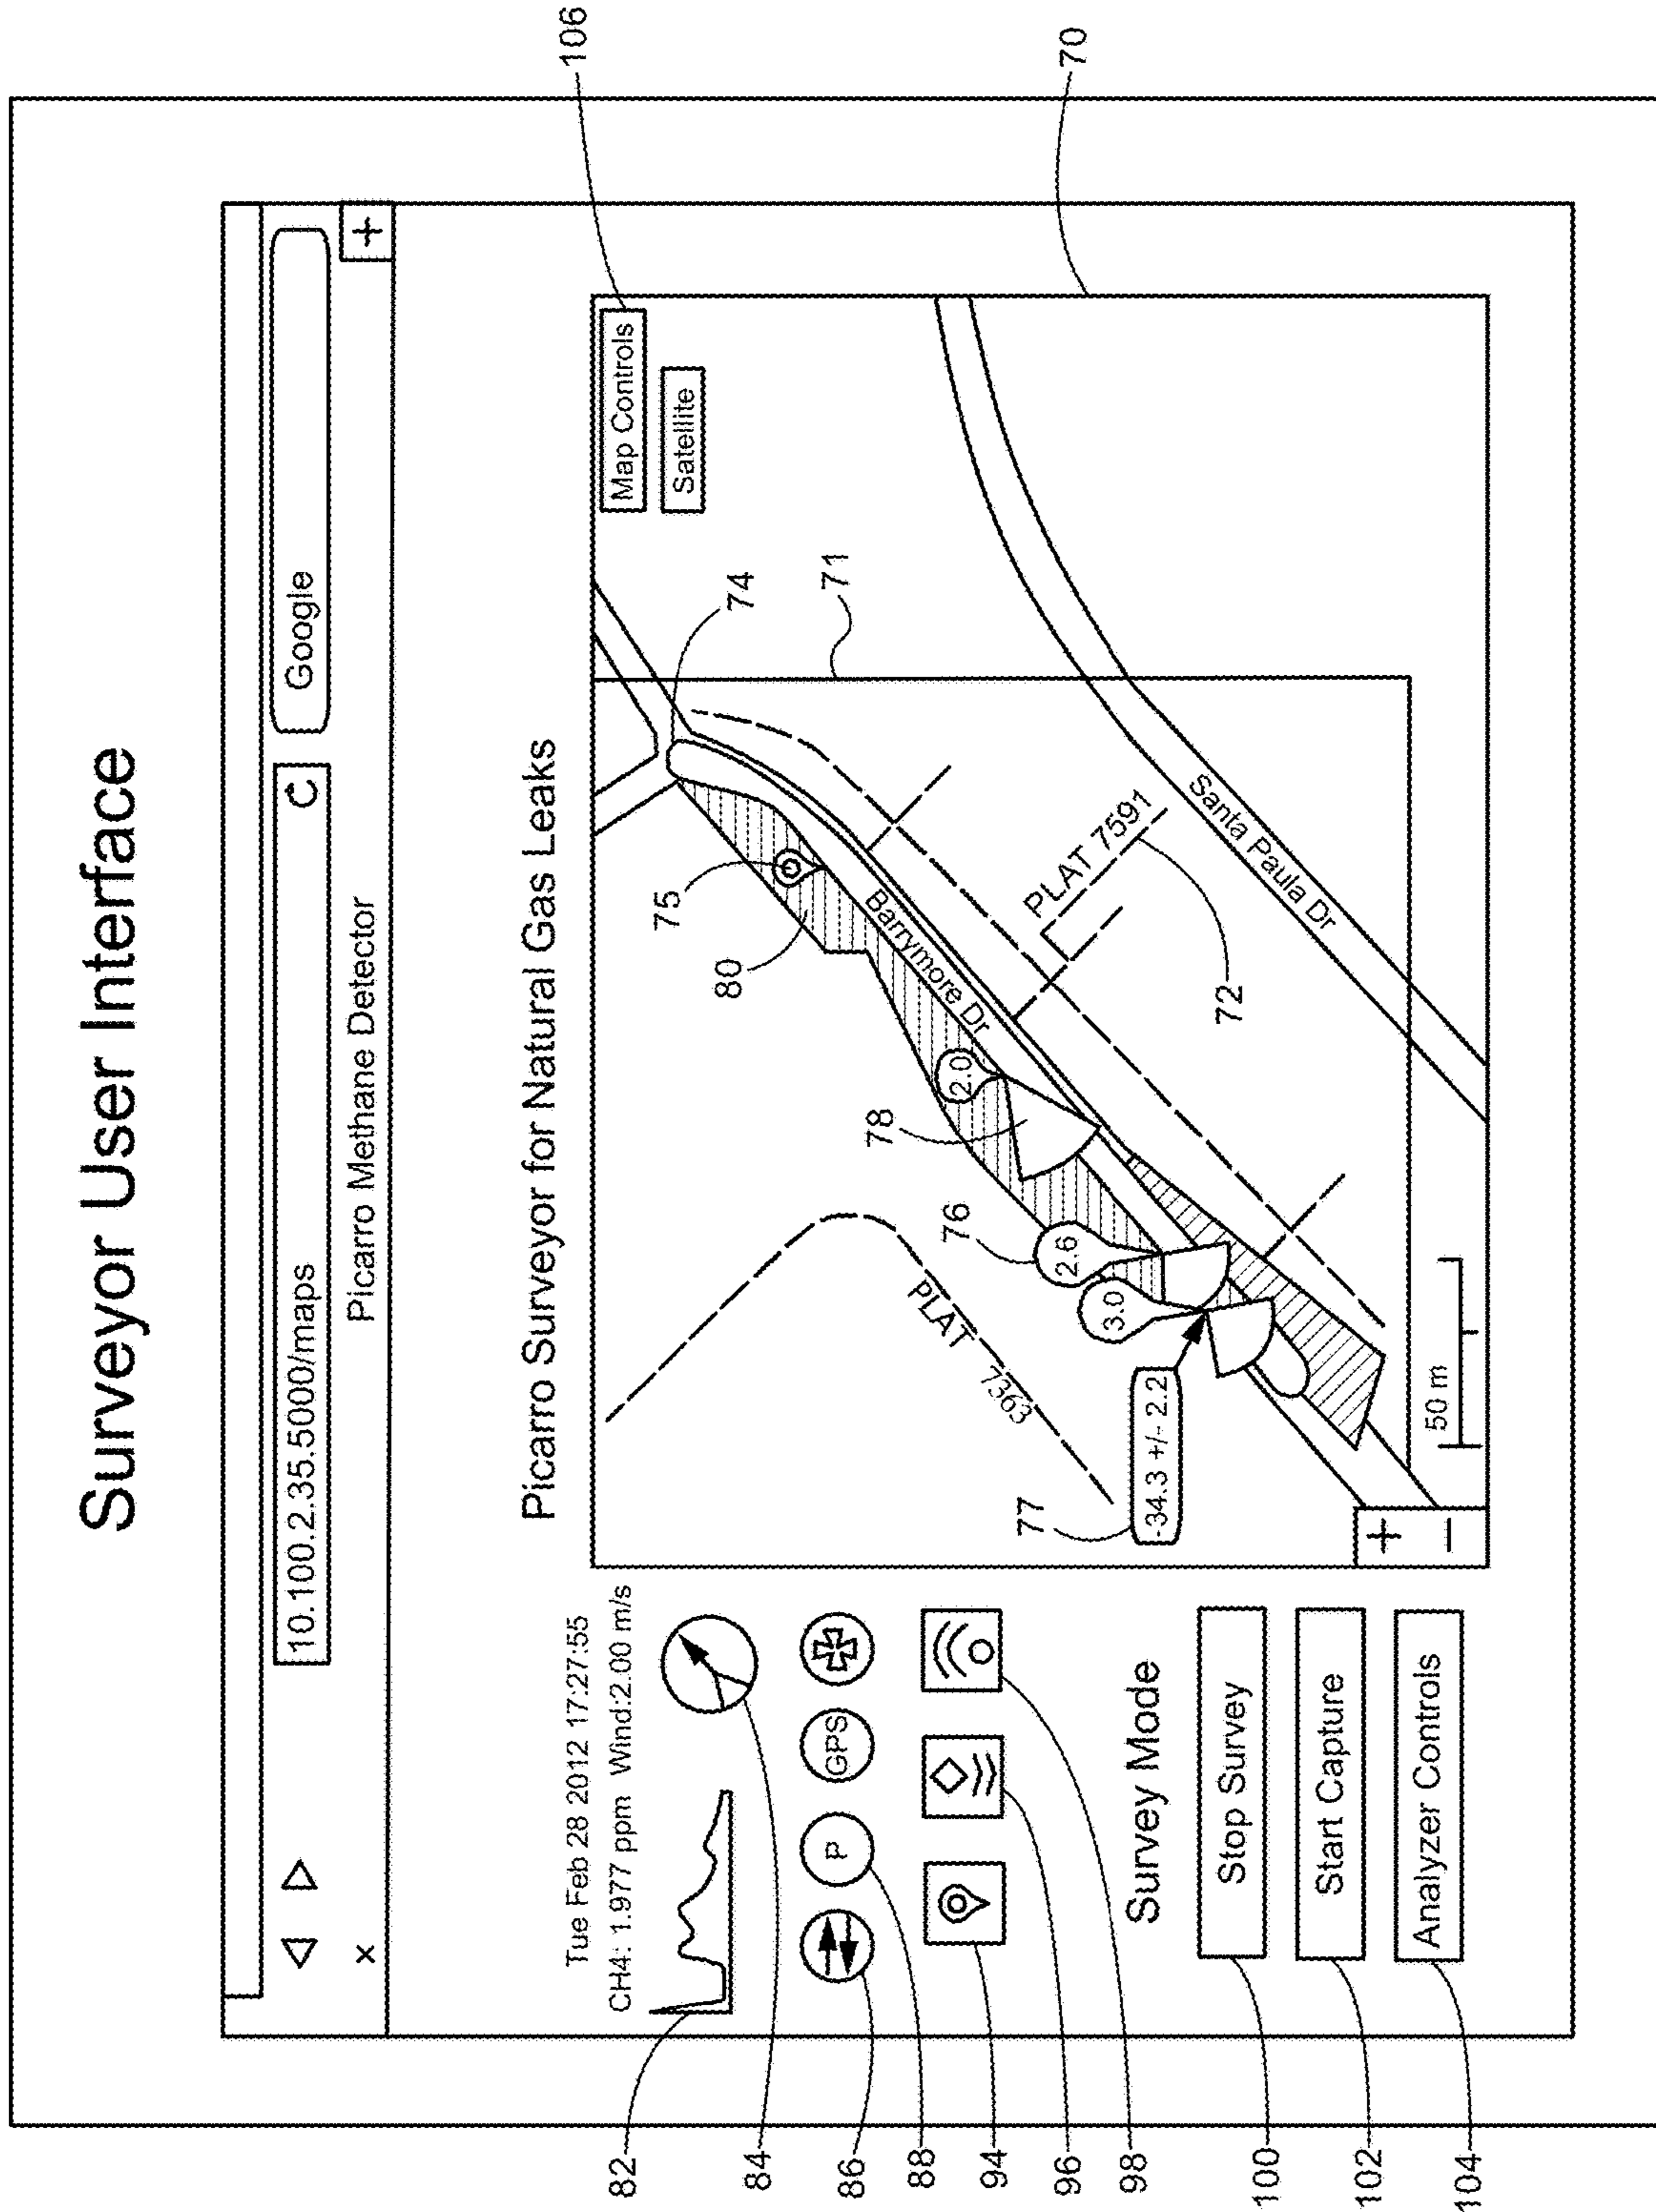 Surveyor User Interface
10.100.2.35.5000/maps
Google
×
Picarro Methane Detector
+
Picarro Surveyor for Natural Gas Leaks
Tue Feb 28 2012 17:27:55
CH4: 1.977 ppm Wind:2.00 m/s
P
GPS
Survey Mode
Stop Survey
Start Capture
Analyzer Controls
Map Controls
Satellite
Barrymore Dr
Santa Paula Dr
PLAT 7591
PLAT 7363
2.0
2.6
3.0
-34.3 +/- 2.2
50 m
+
−
106
70
71
74
75
80
72
78
76
77
82
84
86
88
94
96
98
100
102
104